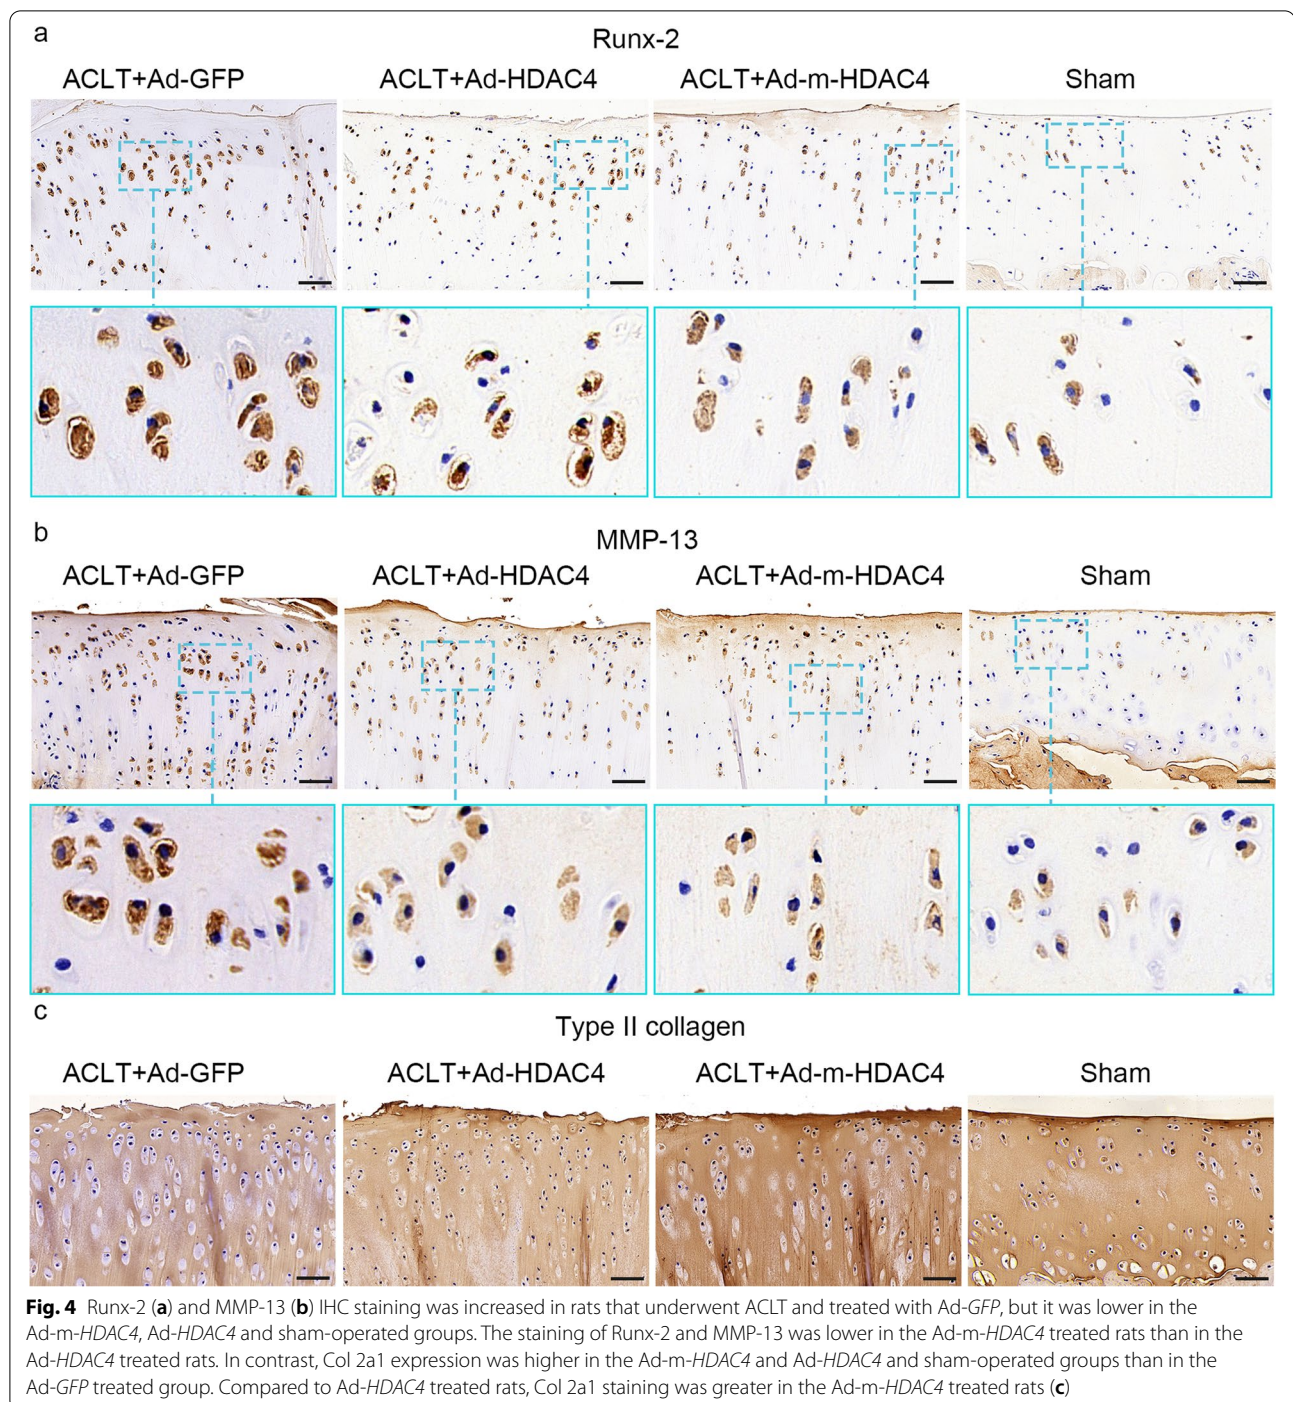 a
Runx-2
ACLT+Ad-GFP ACLT+Ad-HDAC4 ACLT+Ad-m-HDAC4 Sham
b
MMP-13
ACLT+Ad-GFP ACLT+Ad-HDAC4 ACLT+Ad-m-HDAC4 Sham
c
Type II collagen
ACLT+Ad-GFP ACLT+Ad-HDAC4 ACLT+Ad-m-HDAC4 Sham
Fig. 4 Runx-2 (a) and MMP-13 (b) IHC staining was increased in rats that underwent ACLT and treated with Ad-GFP, but it was lower in the
Ad-m-HDAC4, Ad-HDAC4 and sham-operated groups. The staining of Runx-2 and MMP-13 was lower in the Ad-m-HDAC4 treated rats than in the
Ad-HDAC4 treated rats. In contrast, Col 2a1 expression was higher in the Ad-m-HDAC4 and Ad-HDAC4 and sham-operated groups than in the
Ad-GFP treated group. Compared to Ad-HDAC4 treated rats, Col 2a1 staining was greater in the Ad-m-HDAC4 treated rats (c)